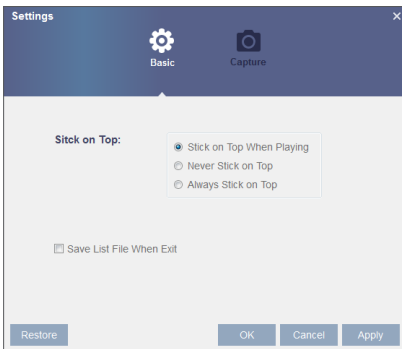 Settings
Basic
Capture
Sitck on Top:
Stick on Top When Playing
Never Stick on Top
Always Stick on Top
Save List File When Exit
Restore
OK
Cancel
Apply